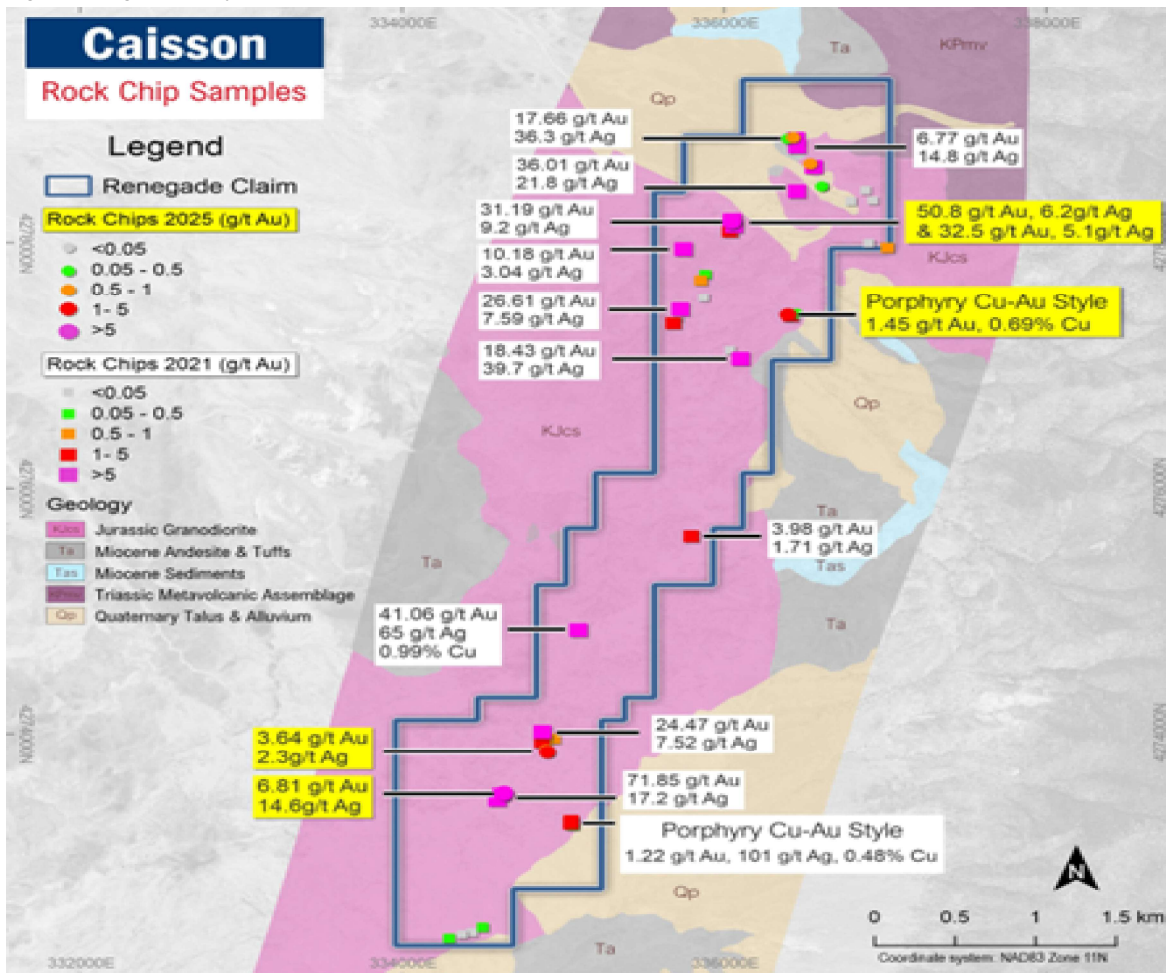 Caisson
Rock Chip Samples
Legend
Renegade Claim
Rock Chips 2025 (g/t Au)
<0.05
0.05 - 0.5
0.5 - 1
1- 5
>5
Rock Chips 2021 (g/t Au)
<0.05
0.05 - 0.5
0.5 - 1
1- 5
>5
Geology
KJcs Jurassic Granodiorite
Ta Miocene Andesite & Tuffs
Tas Miocene Sediments
KPmv Triassic Metavolcanic Assemblage
Qp Quaternary Talus & Alluvium
334000E
336000E
338000E
Ta
KPmv
Qp
17.66 g/t Au
36.3 g/t Ag
6.77 g/t Au
14.8 g/t Ag
36.01 g/t Au
21.8 g/t Ag
4278000N
31.19 g/t Au
9.2 g/t Ag
50.8 g/t Au, 6.2g/t Ag
& 32.5 g/t Au, 5.1g/t Ag
10.18 g/t Au
3.04 g/t Ag
KJcs
26.61 g/t Au
7.59 g/t Ag
Porphyry Cu-Au Style
1.45 g/t Au, 0.69% Cu
18.43 g/t Au
39.7 g/t Ag
Qp
KJcs
4276000N
4276000N
Ta
3.98 g/t Au
1.71 g/t Ag
Ta
Tas
41.06 g/t Au
65 g/t Ag
0.99% Cu
Ta
4274000N
4274000N
3.64 g/t Au
2.3g/t Ag
24.47 g/t Au
7.52 g/t Ag
6.81 g/t Au
14.6g/t Ag
71.85 g/t Au
17.2 g/t Ag
Porphyry Cu-Au Style
1.22 g/t Au, 101 g/t Ag, 0.48% Cu
Qp
Ta
N
0 0.5 1 1.5 km
Coordinate system: NAD83 Zone 11N
332000E
334000E
336000E